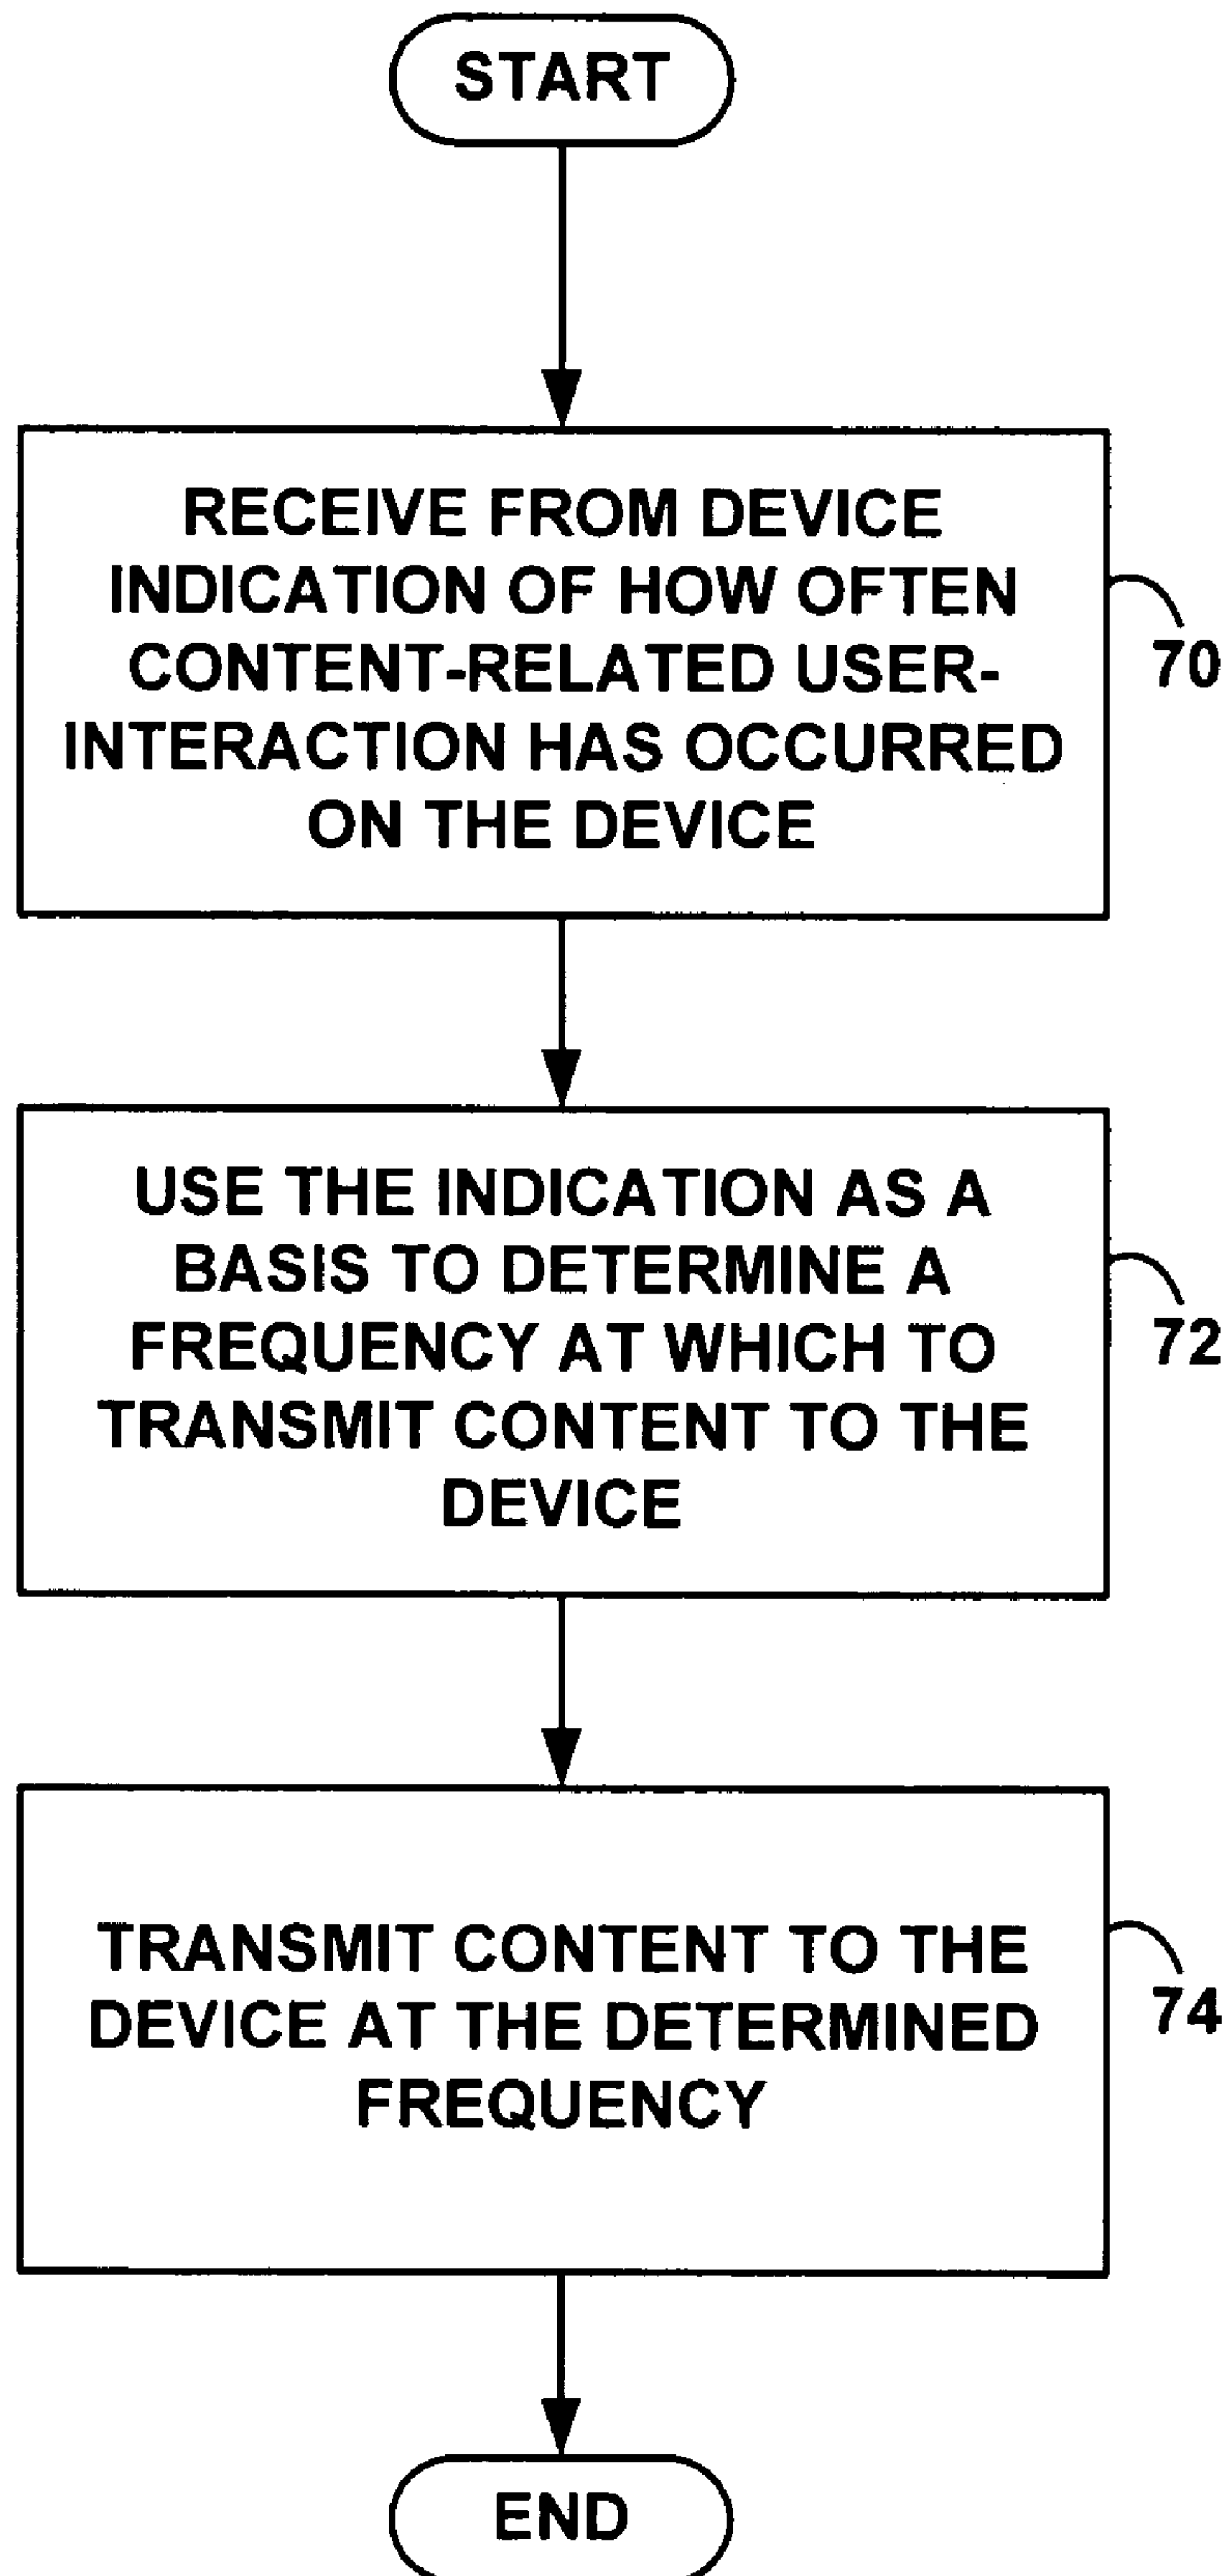 START
RECEIVE FROM DEVICE
INDICATION OF HOW OFTEN
CONTENT-RELATED USER-
INTERACTION HAS OCCURRED
ON THE DEVICE
70
USE THE INDICATION AS A
BASIS TO DETERMINE A
FREQUENCY AT WHICH TO
TRANSMIT CONTENT TO THE
DEVICE
72
TRANSMIT CONTENT TO THE
DEVICE AT THE DETERMINED
FREQUENCY
74
END